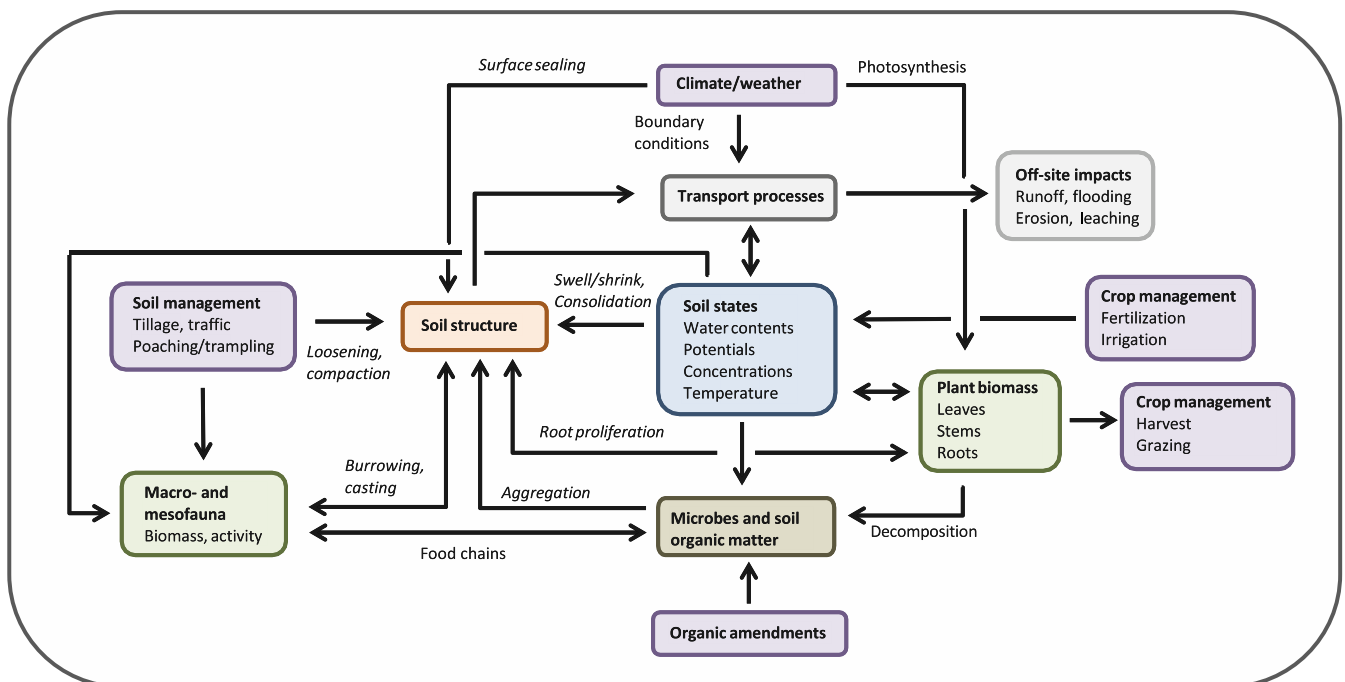 Surface sealing
Climate/weather
Photosynthesis
Boundary
conditions
Transport processes
Off-site impacts
Runoff, flooding
Erosion, leaching
Soil management
Tillage, traffic
Poaching/trampling
Loosening,
compaction
Soil structure
Swell/shrink,
Consolidation
Soil states
Water contents
Potentials
Concentrations
Temperature
Crop management
Fertilization
Irrigation
Plant biomass
Leaves
Stems
Roots
Crop management
Harvest
Grazing
Root proliferation
Burrowing,
casting
Aggregation
Macro- and
mesofauna
Biomass, activity
Food chains
Microbes and soil
organic matter
Decomposition
Organic amendments